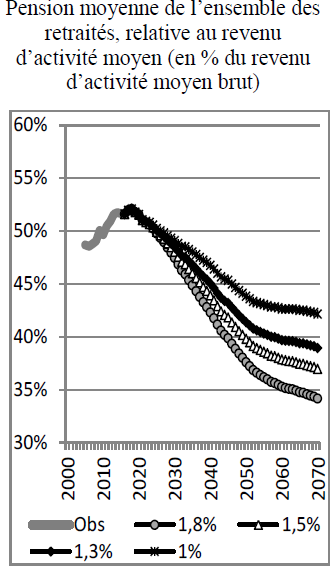 Pension moyenne de l’ensemble des
retraités, relative au revenu
d’activité moyen (en % du revenu
d’activité moyen brut)
60%
55%
50%
45%
40%
35%
30%
2000 2010 2020 2030 2040 2050 2060 2070
Obs 1,8% 1,5%
1,3% 1%